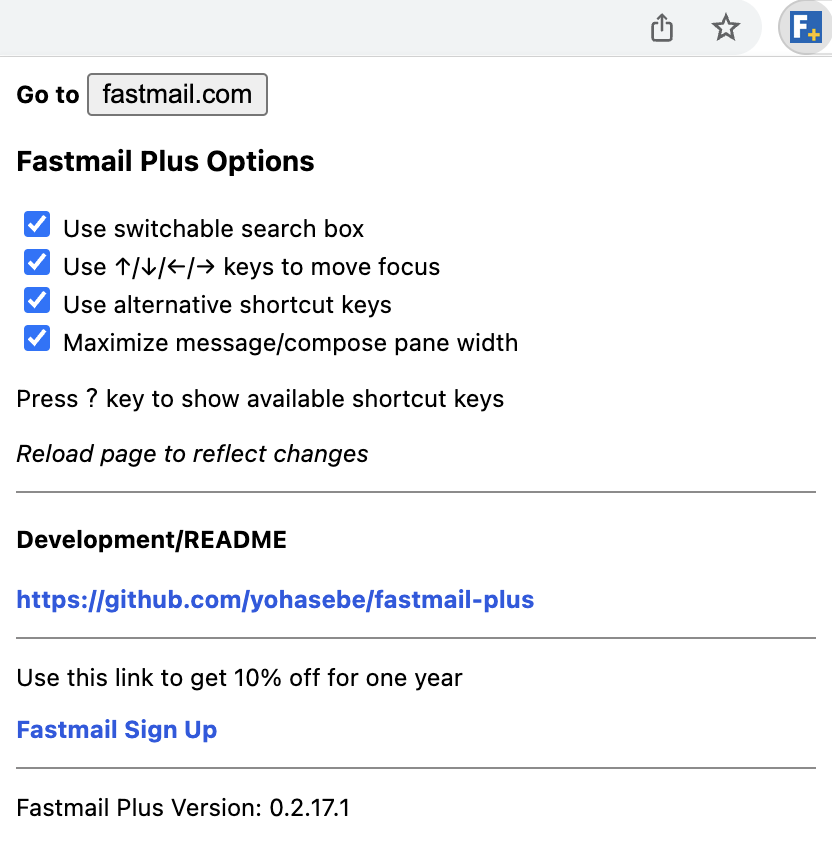 F+
Go to fastmail.com
Fastmail Plus Options
Use switchable search box
Use ↑/↓/←/→ keys to move focus
Use alternative shortcut keys
Maximize message/compose pane width
Press ? key to show available shortcut keys
Reload page to reflect changes
Development/README
https://github.com/yohasebe/fastmail-plus
Use this link to get 10% off for one year
Fastmail Sign Up
Fastmail Plus Version: 0.2.17.1